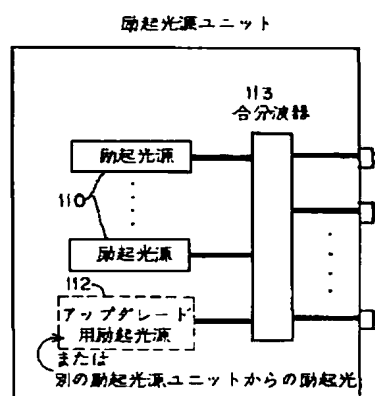 励起光源ユニット
113
合分波器
励起光源
110
励起光源
112
アップグレード
用励起光源
または
別の励起光源ユニットからの励起光